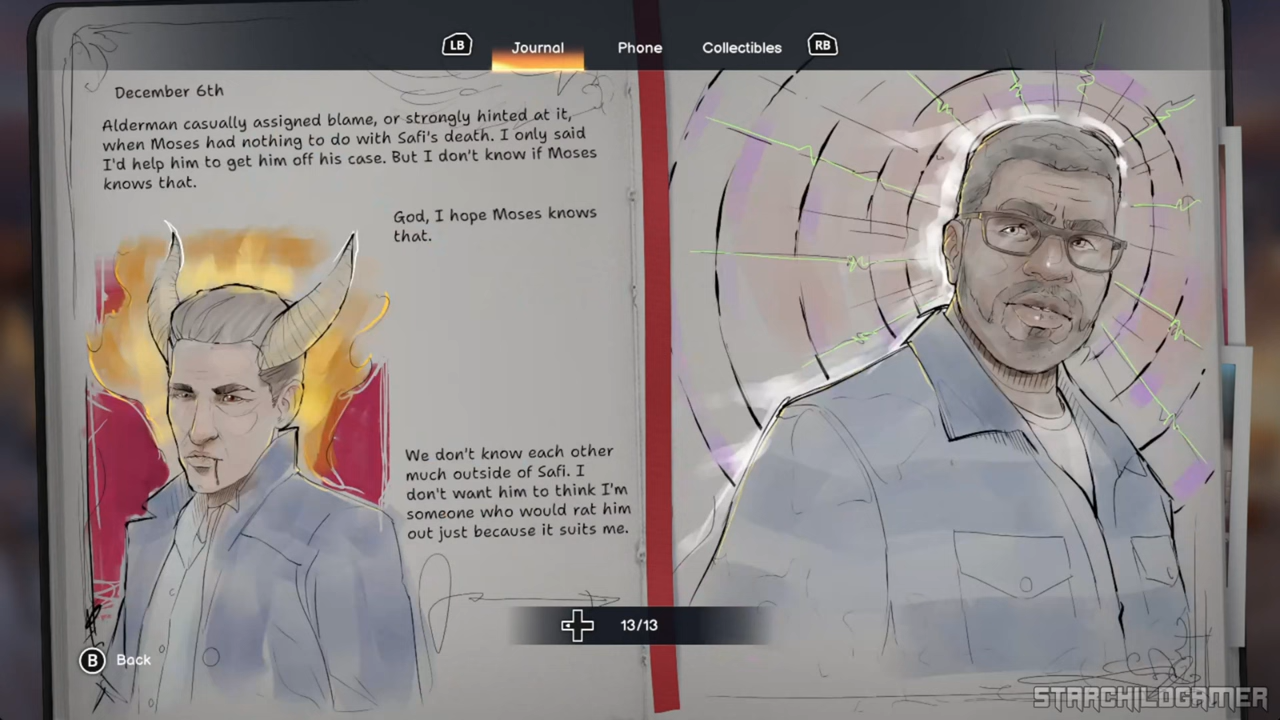 LB Journal Phone Collectibles RB
December 6th
Alderman casually assigned blame, or strongly hinted at it,
when Moses had nothing to do with Safi's death. I only said
I'd help him to get him off his case. But I don't know if Moses
knows that.
God, I hope Moses knows
that.
We don't know each other
much outside of Safi. I
don't want him to think I'm
someone who would rat him
out just because it suits me.
13/13
B Back
STARCHILDGAMER